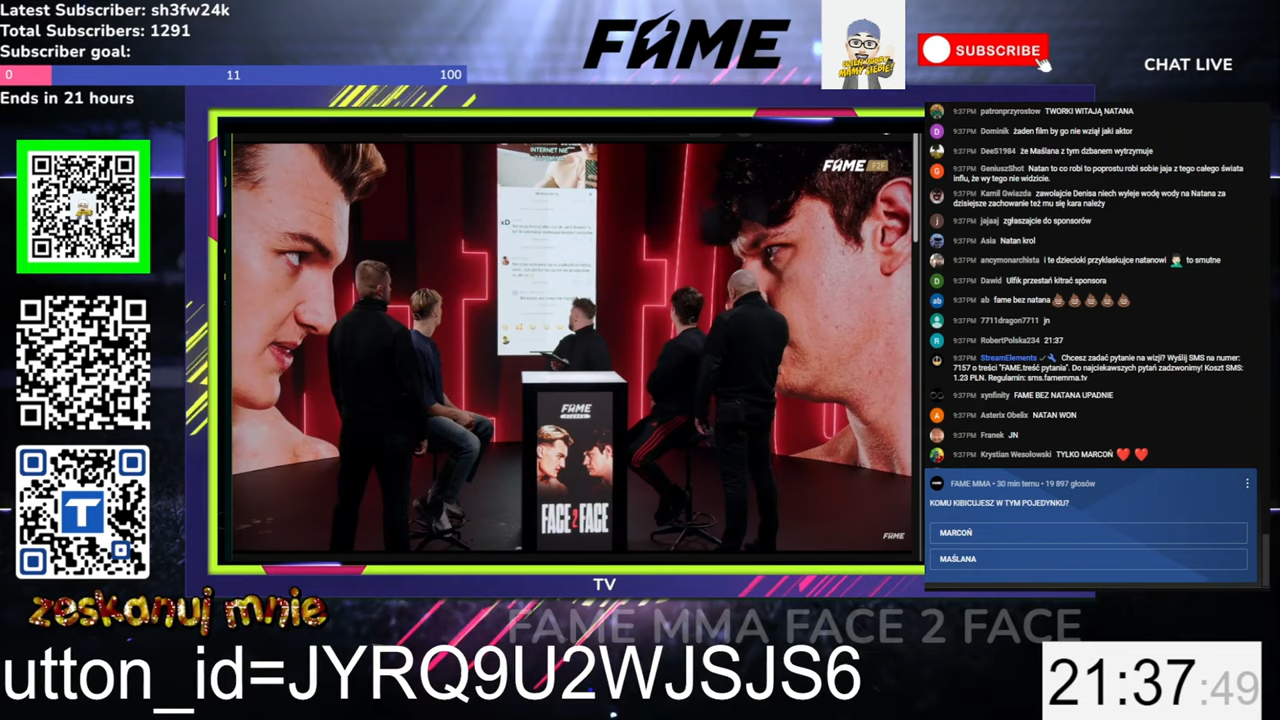 Latest Subscriber: sh3fw24k
Total Subscribers: 1291
Subscriber goal:
0 11 100
Ends in 21 hours
FAME
MAMY CIEBIE!
SUBSCRIBE
CHAT LIVE
INTERNET NIE
FAME F2F
FAME
FACE 2 FACE
FAME
TV
9:37PM patronprzyrostow TWORKI WITAJĄ NATANA
9:37PM Dominik żaden film by go nie wziął jaki aktor
9:37PM DeeS1984 że Maślana z tym dzbanem wytrzymuje
9:37PM GeniuszShot Natan to co robi to poprostu robi sobie jaja z tego całego świata
influ, że wy tego nie widzicie.
9:37PM Kamil Gwiazda zawolajcie Denisa niech wyleje wodę wody na Natana za
dzisiejsze zachowanie też mu się kara należy
9:37PM jajaaj zgłaszajcie do sponsorów
9:37PM Asia Natan krol
9:37PM ancymonarchista i te dziecioki przyklaskujce natanowi 🤦🏻‍♂️ to smutne
9:37PM Dawid Ulfik przestań kitrać sponsora
9:37PM ab fame bez natana💩💩💩💩💩
9:37PM 7711dragon7711 jn
9:37PM RobertPolska234 21:37
9:37PM StreamElements ✓ 🔧 Chcesz zadać pytanie na wizji? Wyślij SMS na numer:
7157 o treści "FAME.treść pytania". Do najciekawszych pytań zadzwonimy! Koszt SMS:
1.23 PLN. Regulamin: sms.famemma.tv
9:37PM xynfinity FAME BEZ NATANA UPADNIE
9:37PM Asterix Obelix NATAN WON
9:37PM Franek JN
9:37PM Krystian Wesołowski TYLKO MARCOŃ ❤️ ❤️
FAME MMA • 30 min temu • 19 897 głosów
KOMU KIBICUJESZ W TYM POJEDYNKU?
MARCOŃ
MAŚLANA
zeskanuj mnie
FAME MMA FACE 2 FACE
utton_id=JYRQ9U2WJSJS6
21:37:49